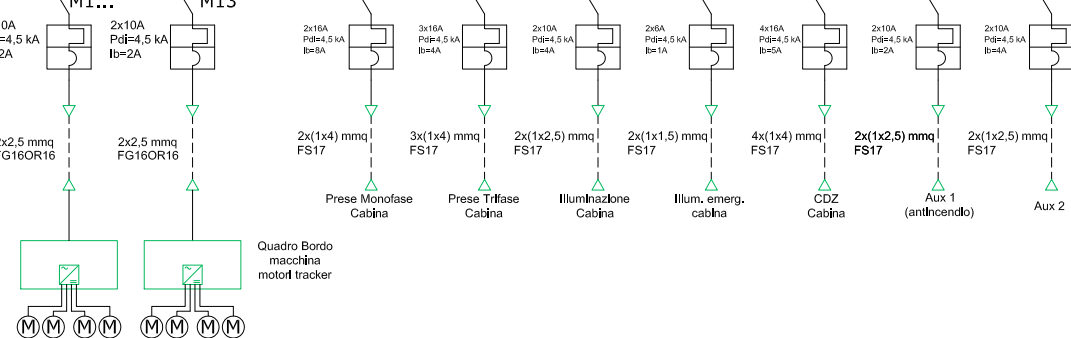 M1...
M13
0A
=4,5 kA
2A
2x10A
Pdi=4,5 kA
Ib=2A
2x16A
Pdi=4,5 kA
Ib=8A
3x16A
Pdi=4,5 kA
Ib=4A
2x10A
Pdi=4,5 kA
Ib=4A
2x6A
Pdi=4,5 kA
Ib=1A
4x16A
Pdi=4,5 kA
Ib=5A
2x10A
Pdi=4,5 kA
Ib=2A
2x10A
Pdi=4,5 kA
Ib=4A
2x2,5 mmq
FG16OR16
2x2,5 mmq
FG16OR16
2x(1x4) mmq
FS17
3x(1x4) mmq
FS17
2x(1x2,5) mmq
FS17
2x(1x1,5) mmq
FS17
4x(1x4) mmq
FS17
2x(1x2,5) mmq
FS17
2x(1x2,5) mmq
FS17
Prese Monofase
Cabina
Prese Trifase
Cabina
Illuminazione
Cabina
Illum. emerg.
cabina
CDZ
Cabina
Aux 1
(antincendio)
Aux 2
Quadro Bordo
macchina
motori tracker
M M M M
M M M M